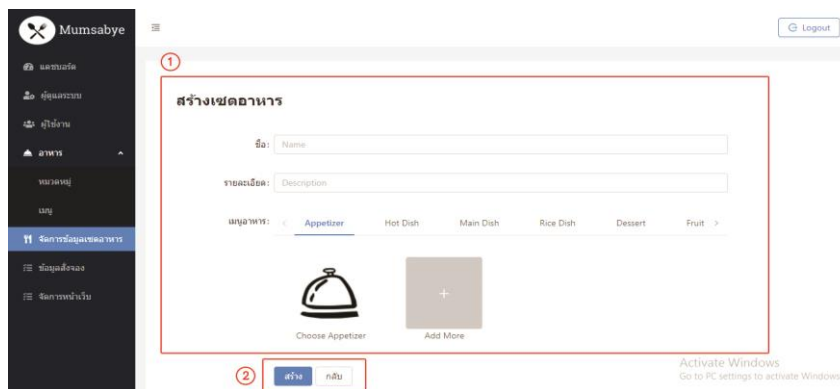 Mumsabye
Logout
แดชบอร์ด
ผู้ดูแลระบบ
ผู้ใช้งาน
อาหาร
หมวดหมู่
เมนู
จัดการข้อมูลเซตอาหาร
ข้อมูลสั่งจอง
จัดการหน้าเว็บ
1
สร้างเซตอาหาร
ชื่อ: Name
รายละเอียด: Description
เมนูอาหาร: < Appetizer Hot Dish Main Dish Rice Dish Dessert Fruit >
+
Choose Appetizer Add More
2 สร้าง กลับ
Activate Windows
Go to PC settings to activate Windows